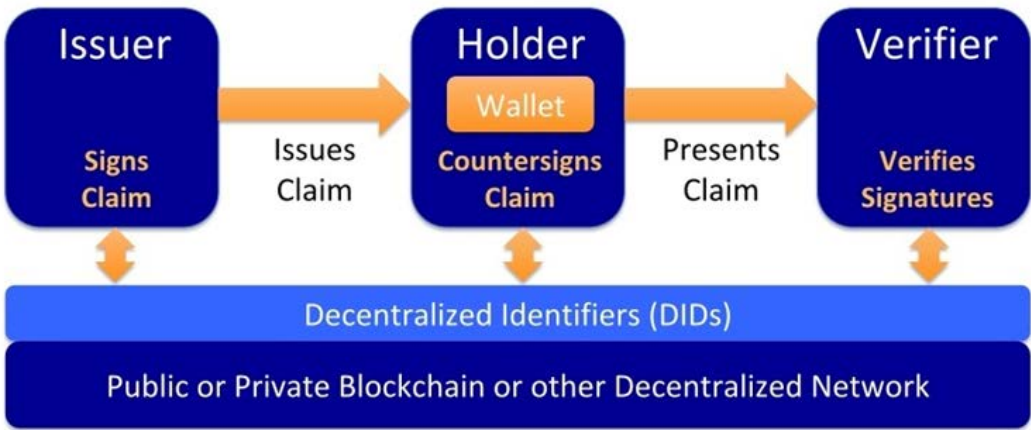 Issuer
Holder
Verifier
Wallet
Signs
Claim
Issues
Claim
Countersigns
Claim
Presents
Claim
Verifies
Signatures
Decentralized Identifiers (DIDs)
Public or Private Blockchain or other Decentralized Network